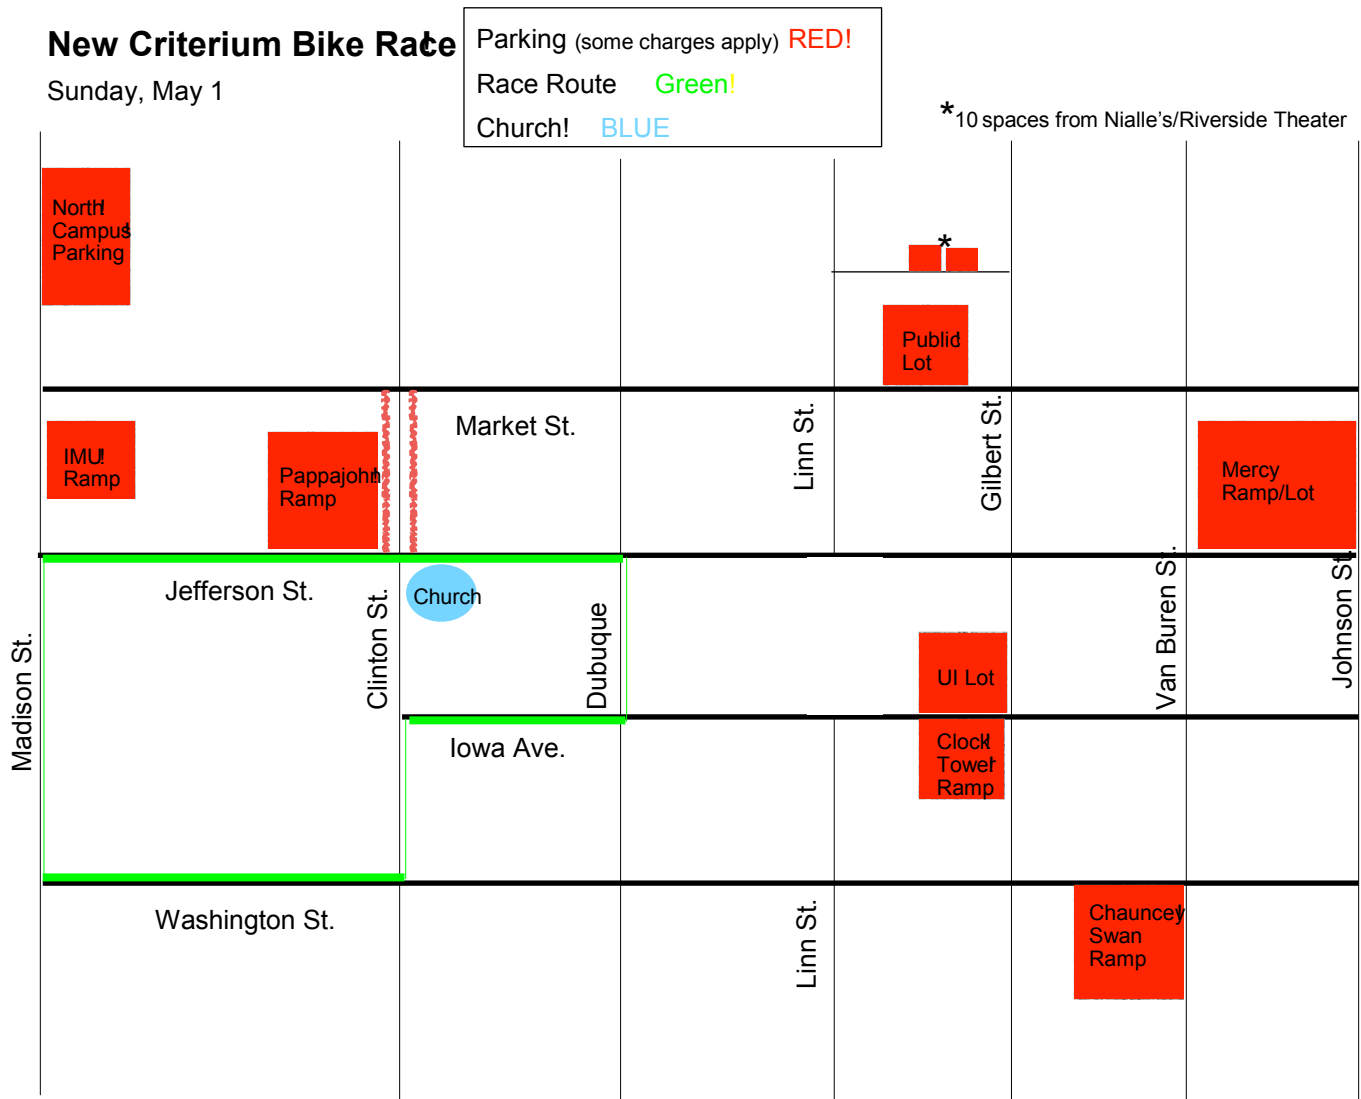 New Criterium Bike Race!
Sunday, May 1
Parking (some charges apply) RED!
Race Route Green!
Church! BLUE
*10 spaces from Nialle's/Riverside Theater
North!
Campus!
Parking
*
Public!
Lot
Market St.
Linn St.
Gilbert St.
IMU!
Ramp
Pappajohn!
Ramp
Mercy
Ramp/Lot
Jefferson St.
Clinton St.
Church
Dubuque
Madison St.
UI Lot
Van Buren St.
Johnson St.
Iowa Ave.
Clock!
Tower!
Ramp
Washington St.
Linn St.
Chauncey!
Swan
Ramp